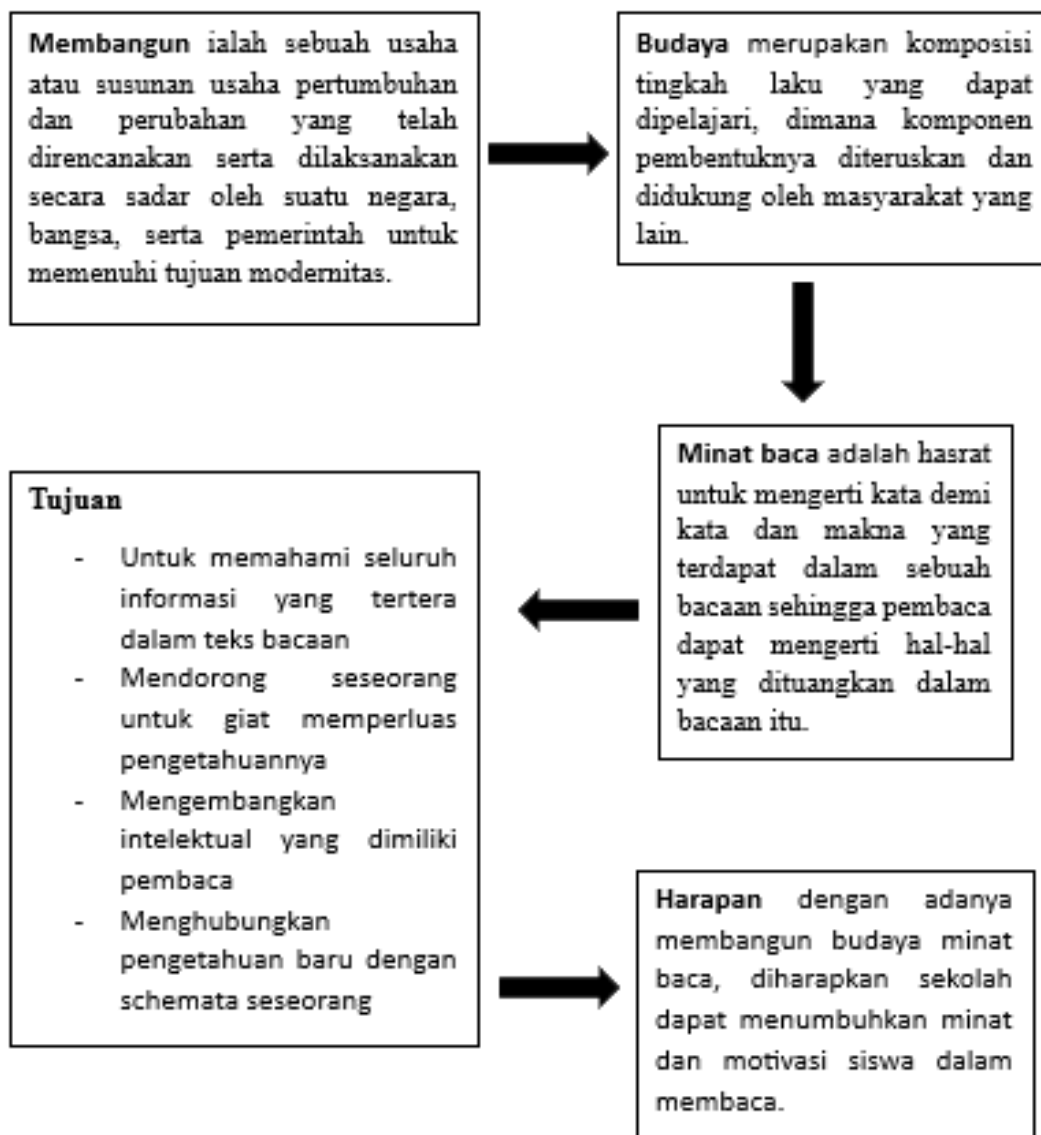 Membangun ialah sebuah usaha
atau susunan usaha pertumbuhan
dan perubahan yang telah
direncanakan serta dilaksanakan
secara sadar oleh suatu negara,
bangsa, serta pemerintah untuk
memenuhi tujuan modernitas.
Budaya merupakan komposisi
tingkah laku yang dapat
dipelajari, dimana komponen
pembentuknya diteruskan dan
didukung oleh masyarakat yang
lain.
Minat baca adalah hasrat
untuk mengerti kata demi
kata dan makna yang
terdapat dalam sebuah
bacaan sehingga pembaca
dapat mengerti hal-hal
yang dituangkan dalam
bacaan itu.
Tujuan
- Untuk memahami seluruh
informasi yang tertera
dalam teks bacaan
- Mendorong seseorang
untuk giat memperluas
pengetahuannya
- Mengembangkan
intelektual yang dimiliki
pembaca
- Menghubungkan
pengetahuan baru dengan
schemata seseorang
Harapan dengan adanya
membangun budaya minat
baca, diharapkan sekolah
dapat menumbuhkan minat
dan motivasi siswa dalam
membaca.